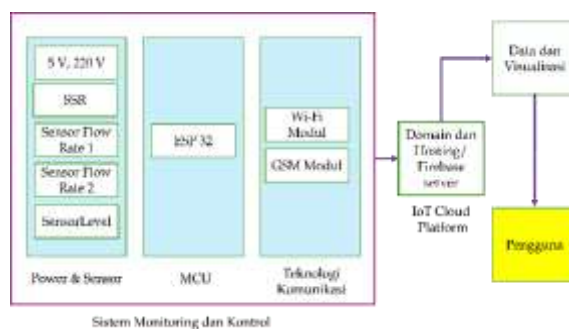 5 V, 220 V
SSR
Sensor Flow
Rate 1
Sensor Flow
Rate 2
SensorLevel
Power & Sensor
ESP 32
MCU
Wi-Fi
Modul
GSM Modul
Teknologi
Komunikasi
Sistem Monitoring dan Kontrol
Domain dan
Hosting/
Firebase
server
IoT Cloud
Platform
Data dan
Visualisasi
Pengguna